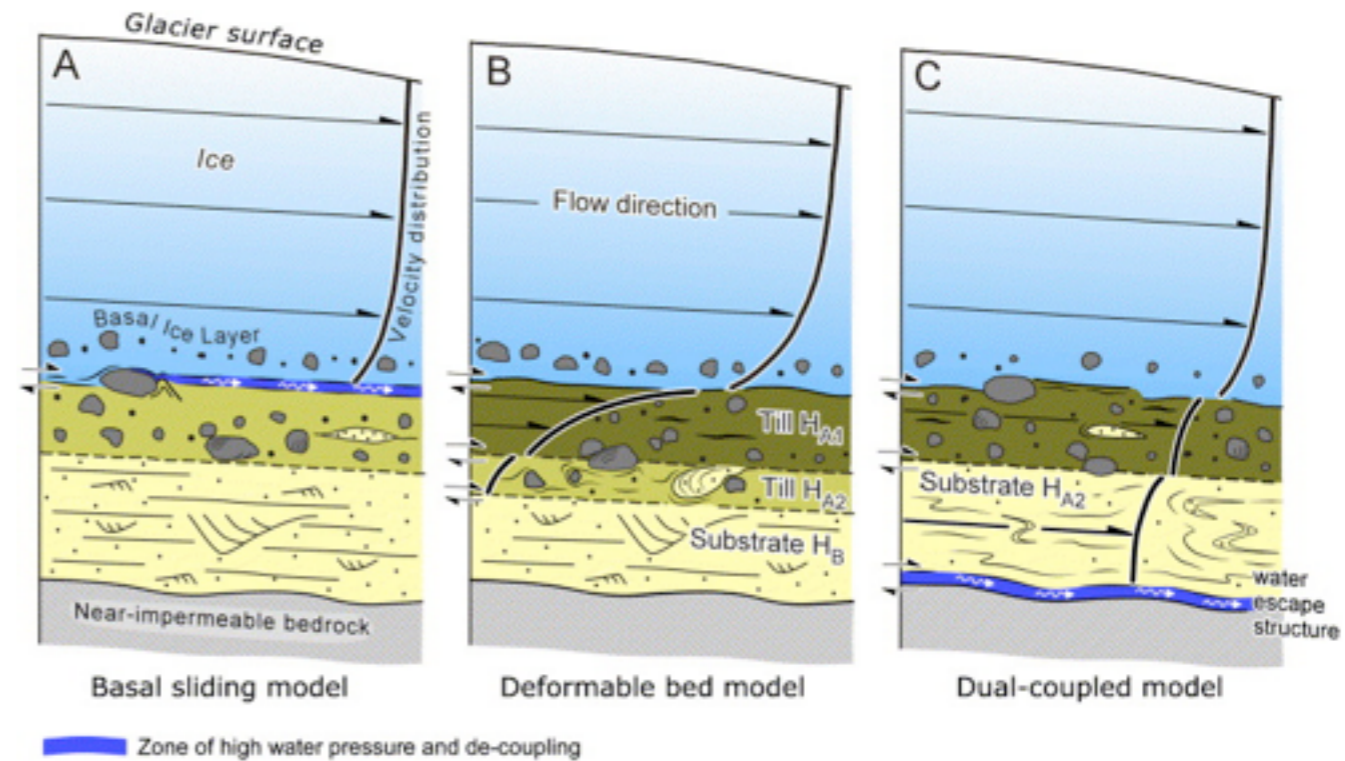 Glacier surface
A
Ice
Velocity distribution
Basal Ice Layer
Near-impermeable bedrock
Basal sliding model
B
Flow direction
Till HA1
Till HA2
Substrate HB
Deformable bed model
C
Substrate HA2
water
escape
structure
Dual-coupled model
Zone of high water pressure and de-coupling